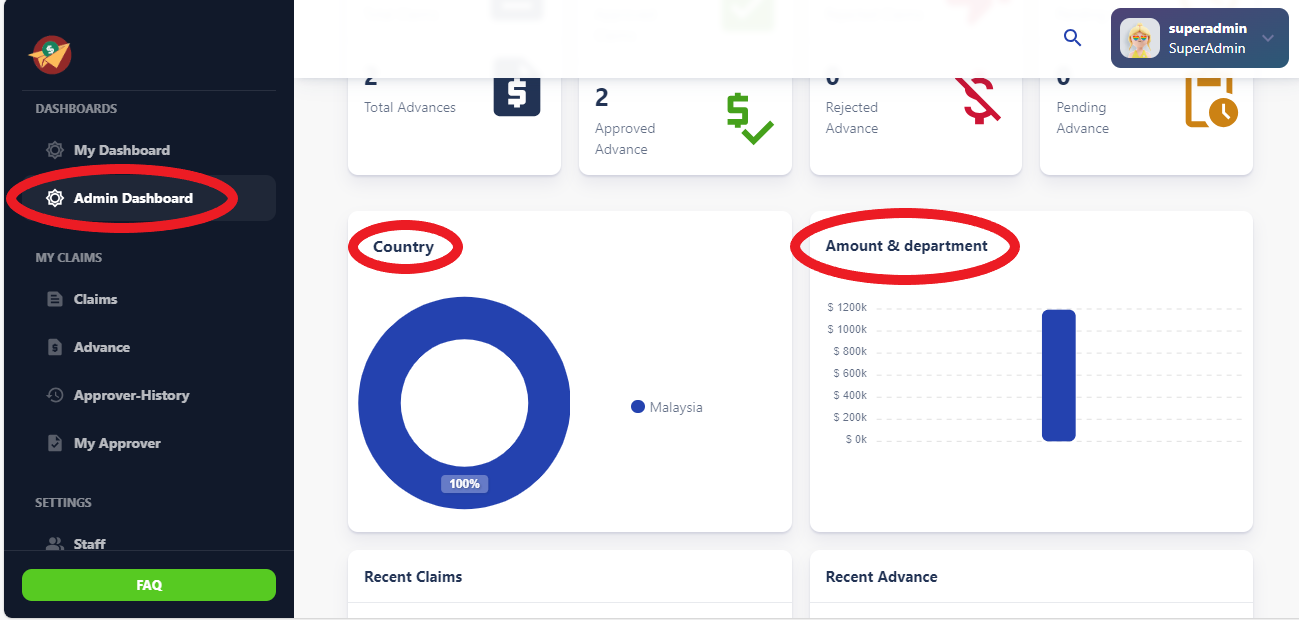 superadmin
SuperAdmin
DASHBOARDS
My Dashboard
Admin Dashboard
MY CLAIMS
Claims
Advance
Approver-History
My Approver
SETTINGS
Staff
FAQ
2
Total Advances
2
Approved
Advance
0
Rejected
Advance
0
Pending
Advance
Country
Malaysia
100%
Amount & department
$ 1200k
$ 1000k
$ 800k
$ 600k
$ 400k
$ 200k
$ 0k
Recent Claims
Recent Advance